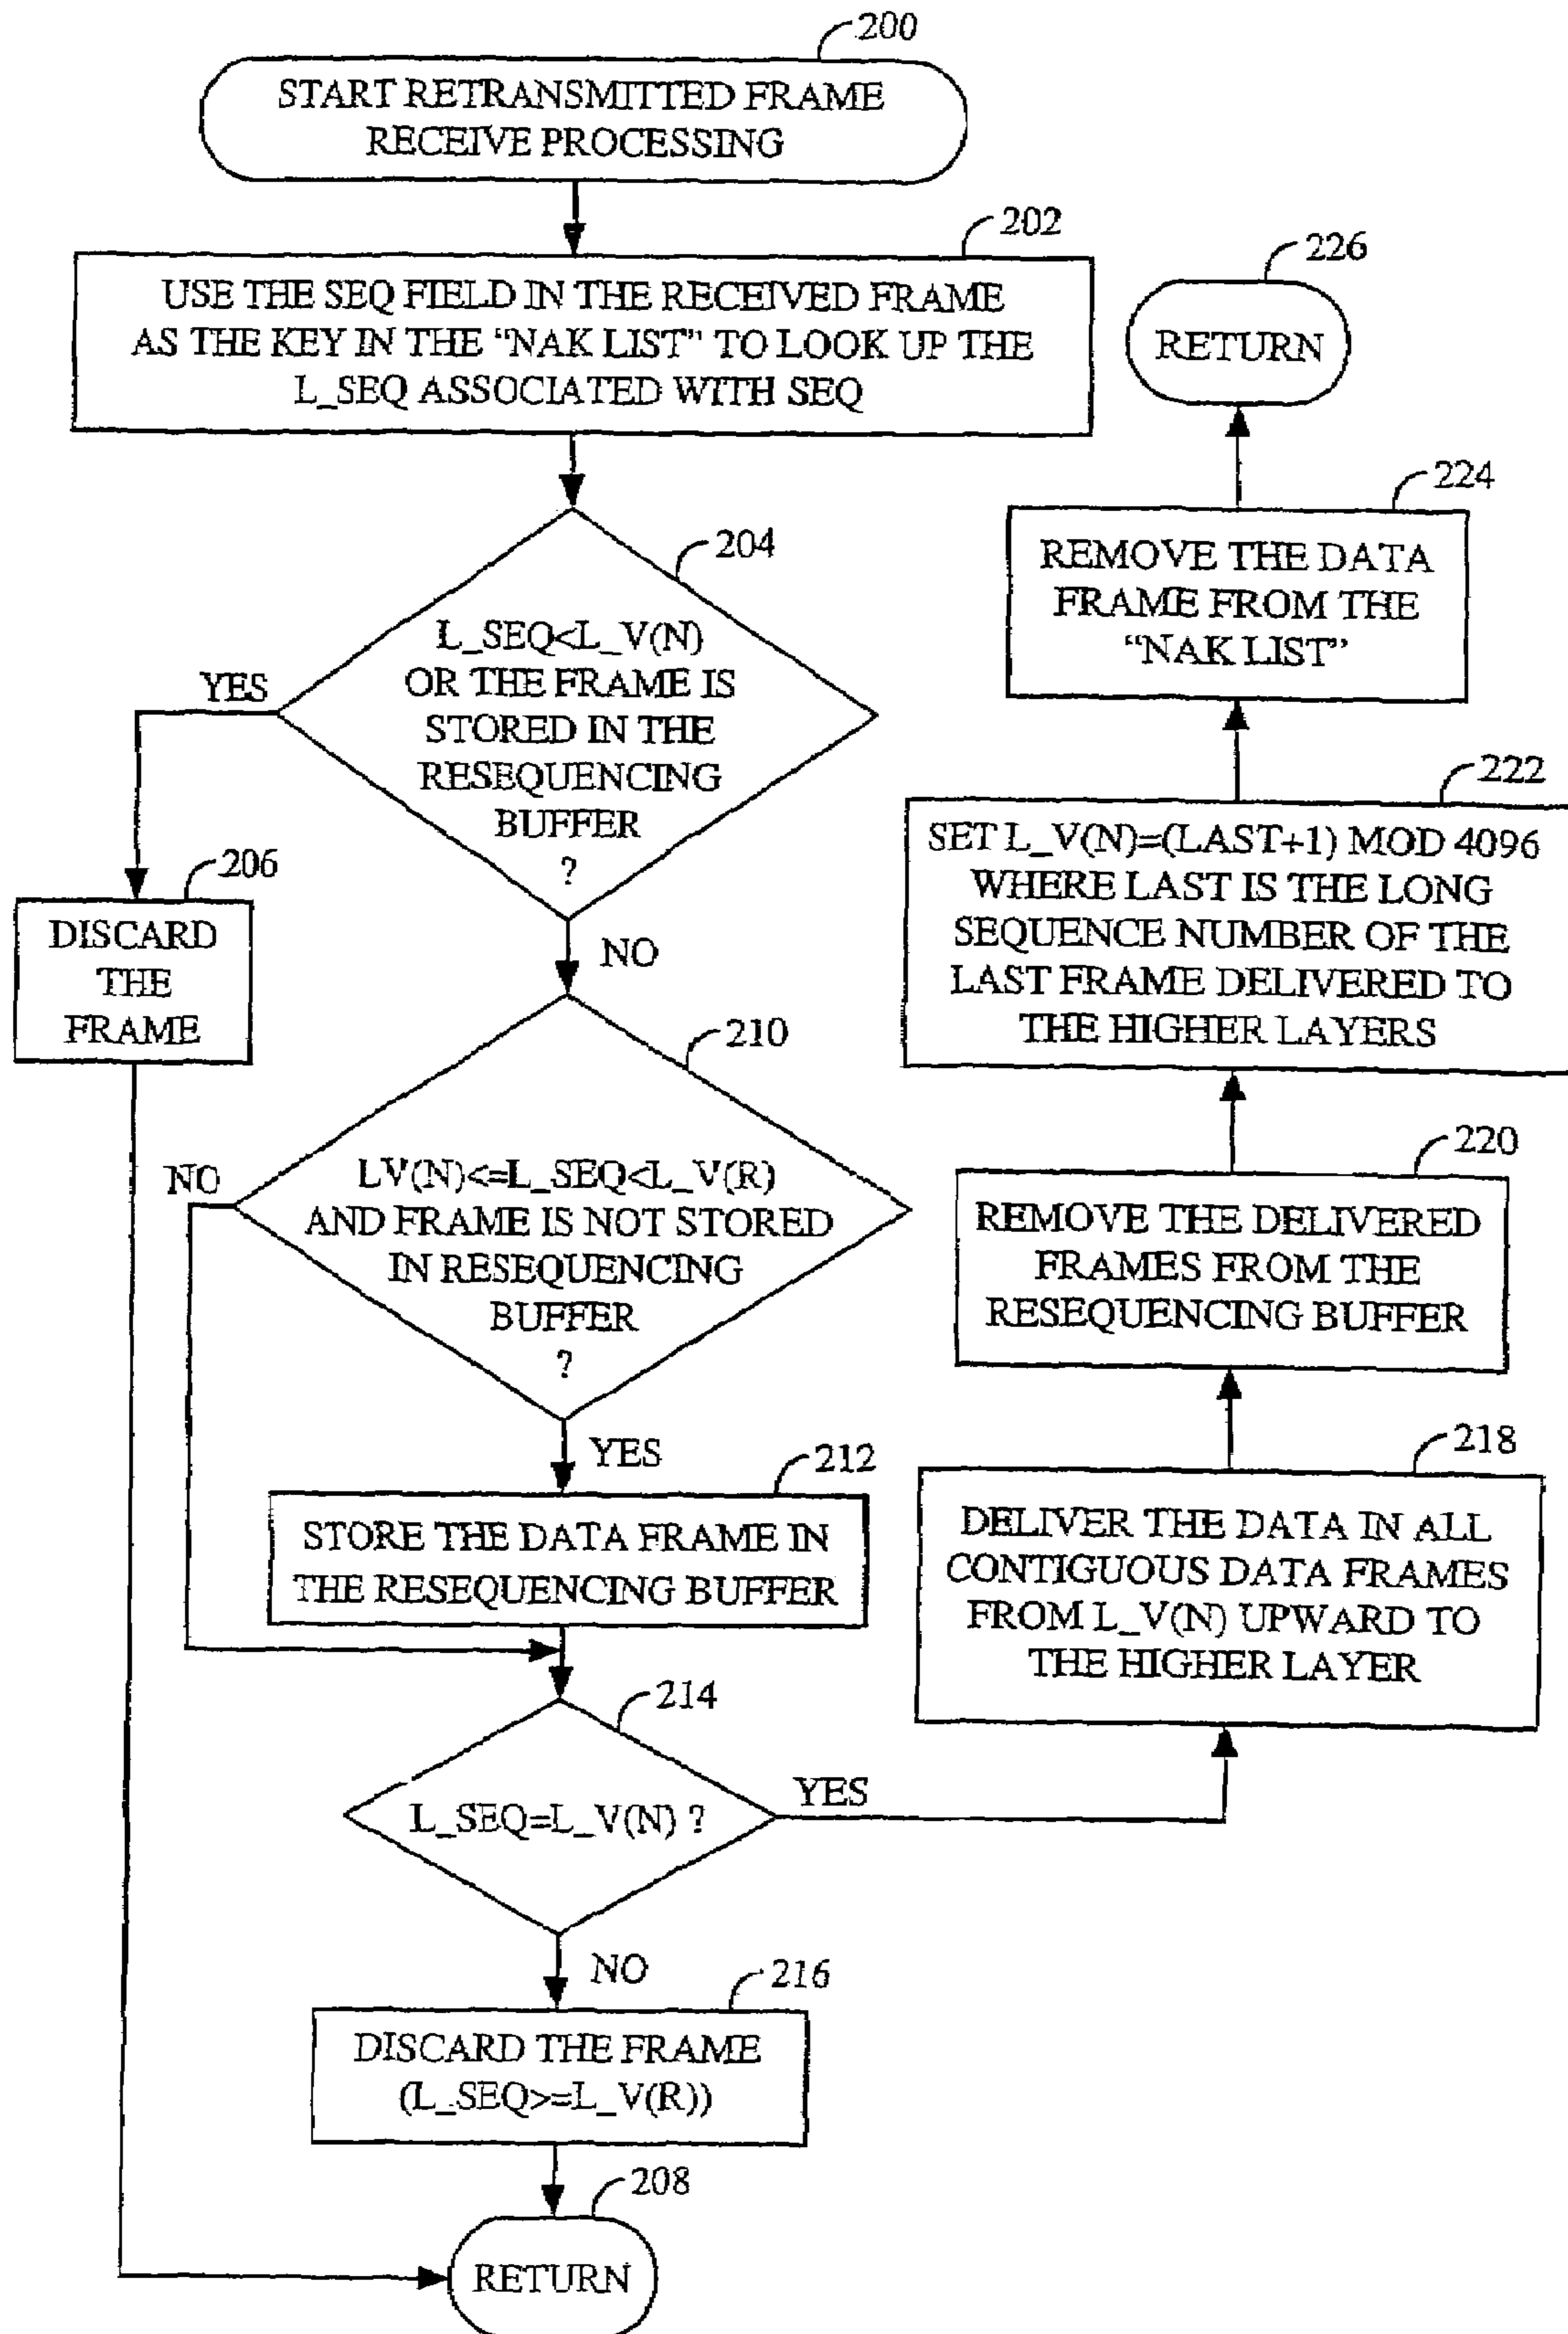 200
START RETRANSMITTED FRAME
RECEIVE PROCESSING
202
USE THE SEQ FIELD IN THE RECEIVED FRAME
AS THE KEY IN THE “NAK LIST” TO LOOK UP THE
L_SEQ ASSOCIATED WITH SEQ
204
L_SEQ<L_V(N)
OR THE FRAME IS
STORED IN THE
RESEQUENCING
BUFFER
?
YES
NO
206
DISCARD
THE
FRAME
210
LV(N)<=L_SEQ<L_V(R)
AND FRAME IS NOT STORED
IN RESEQUENCING
BUFFER
?
NO
YES
212
STORE THE DATA FRAME IN
THE RESEQUENCING BUFFER
214
L_SEQ=L_V(N) ?
YES
NO
216
DISCARD THE FRAME
(L_SEQ>=L_V(R))
208
RETURN
218
DELIVER THE DATA IN ALL
CONTIGUOUS DATA FRAMES
FROM L_V(N) UPWARD TO
THE HIGHER LAYER
220
REMOVE THE DELIVERED
FRAMES FROM THE
RESEQUENCING BUFFER
222
SET L_V(N)=(LAST+1) MOD 4096
WHERE LAST IS THE LONG
SEQUENCE NUMBER OF THE
LAST FRAME DELIVERED TO
THE HIGHER LAYERS
224
REMOVE THE DATA
FRAME FROM THE
“NAK LIST”
226
RETURN